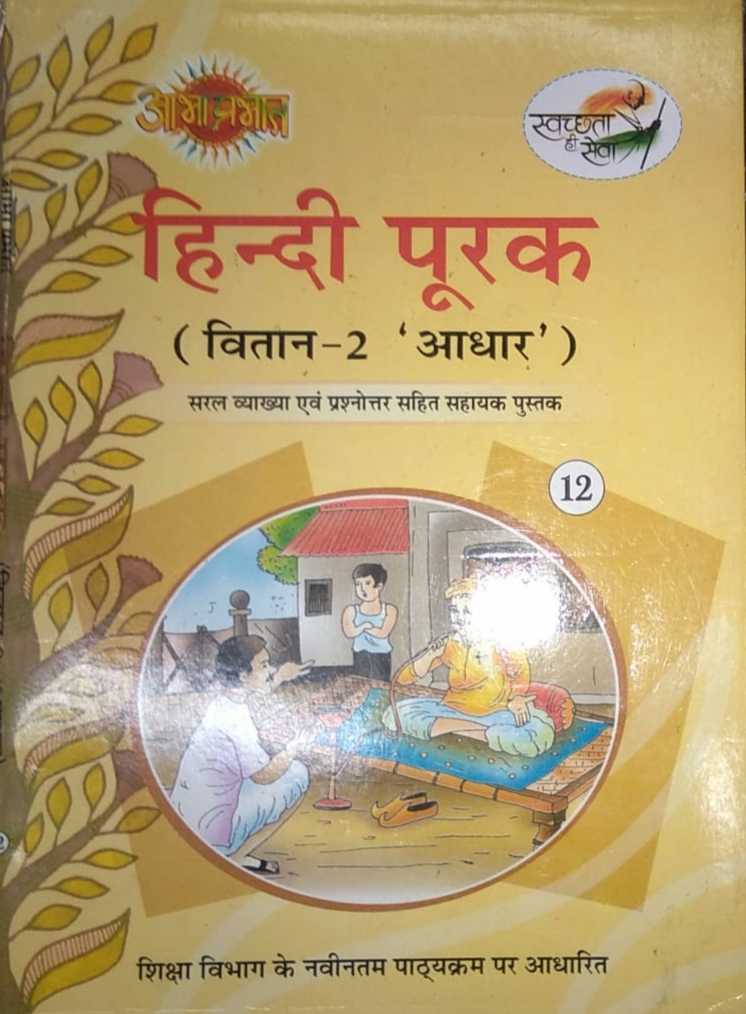 आभा प्रभात
स्वच्छता
ही
सेवा
हिन्दी पूरक
( वितान-2 ‘आधार’ )
सरल व्याख्या एवं प्रश्नोत्तर सहित सहायक पुस्तक
12
शिक्षा विभाग के नवीनतम पाठ्यक्रम पर आधारित